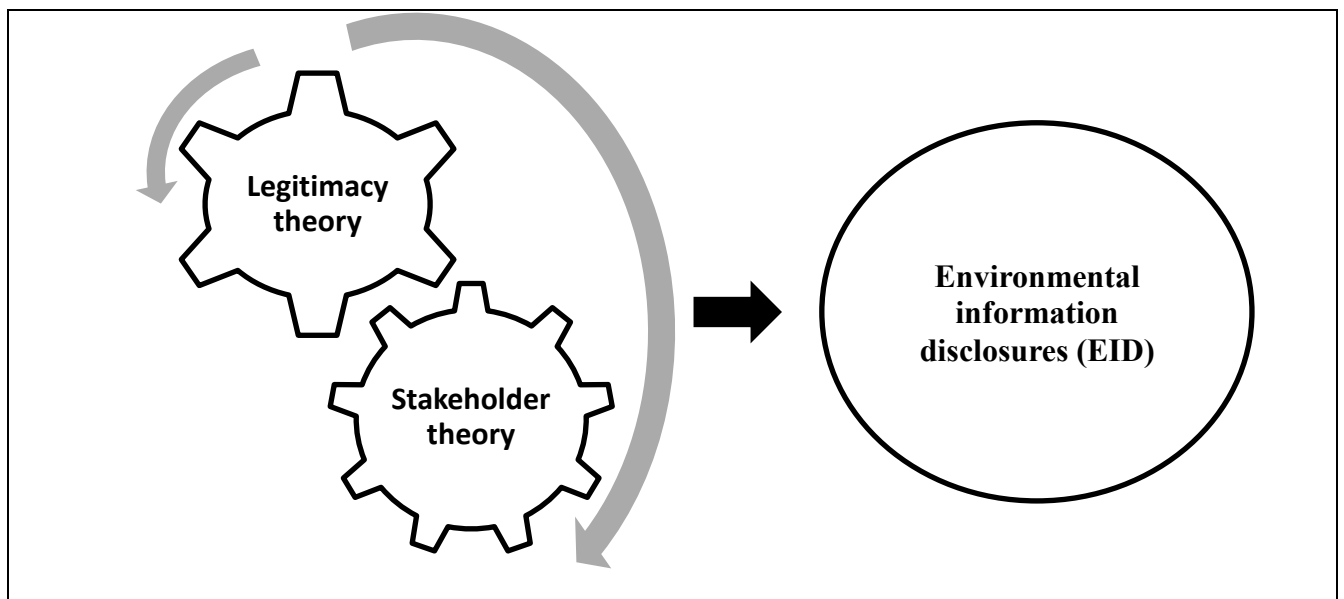 Legitimacy
theory
Stakeholder
theory
Environmental
information
disclosures (EID)